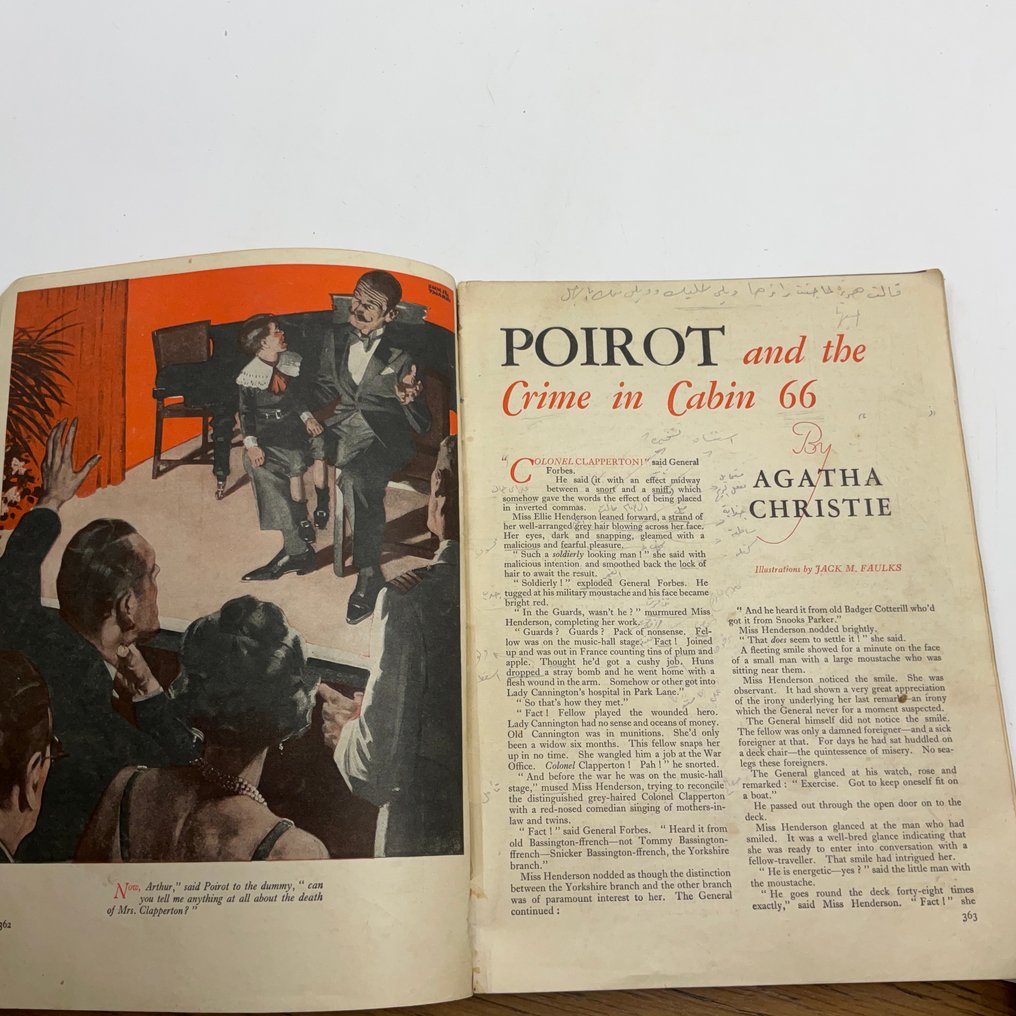 Now, Arthur," said Poirot to the dummy, " can
you tell me anything at all about the death
of Mrs. Clapperton ? "
362
POIROT and the
Crime in Cabin 66
By
AGATHA
CHRISTIE
Illustrations by JACK M. FAULKS
" COLONEL CLAPPERTON ! " said General
Forbes.
He said (it with an effect midway
between a snort and a sniff, which
somehow gave the words the effect of being placed
in inverted commas.
Miss Ellie Henderson leaned forward, a strand of
her well-arranged grey hair blowing across her face.
Her eyes, dark and snapping, gleamed with a
malicious and fearful pleasure.
" Such a soldierly looking man ! " she said with
malicious intention and smoothed back the lock of
hair to await the result.
" Soldierly ! " exploded General Forbes. He
tugged at his military moustache and his face became
bright red.
" In the Guards, wasn't he ? " murmured Miss
Henderson, completing her work.
" Guards ? Guards ? Pack of nonsense. Fel-
low was on the music-hall stage. Fact ! Joined
up and was out in France counting tins of plum and
apple. Thought he'd got a cushy job. Huns
dropped a stray bomb and he went home with a
flesh wound in the arm. Somehow or other got into
Lady Cannington's hospital in Park Lane."
" So that's how they met."
" Fact ! Fellow played the wounded hero.
Lady Cannington had no sense and oceans of money.
Old Cannington was in munitions. She'd only
been a widow six months. This fellow snaps her
up in no time. She wangled him a job at the War
Office. Colonel Clapperton ! Pah ! " he snorted.
" And before the war he was on the music-hall
stage," mused Miss Henderson, trying to reconcile
the distinguished grey-haired Colonel Clapperton
with a red-nosed comedian singing of mothers-in-
law and twins.
" Fact ! " said General Forbes. " Heard it from
old Bassington-ffrench—not Tommy Bassington-
ffrench—Snicker Bassington-ffrench, the Yorkshire
branch."
Miss Henderson nodded as though the distinction
between the Yorkshire branch and the other branch
was of paramount interest to her. The General
continued :
" And he heard it from old Badger Cotterill who'd
got it from Snooks Parker."
Miss Henderson nodded brightly.
" That does seem to settle it ! " she said.
A fleeting smile showed for a minute on the face
of a small man with a large moustache who was
sitting near them.
Miss Henderson noticed the smile. She was
observant. It had shown a very great appreciation
of the irony underlying her last remark—an irony
which the General never for a moment suspected.
The General himself did not notice the smile.
The fellow was only a damned foreigner—and a sick
foreigner at that. For days he had sat huddled on
a deck chair—the quintessence of misery. No sea-
legs these foreigners.
The General glanced at his watch, rose and
remarked : " Exercise. Got to keep oneself fit on
a boat."
He passed out through the open door on to the
deck.
Miss Henderson glanced at the man who had
smiled. It was a well-bred glance indicating that
she was ready to enter into conversation with a
fellow-traveller. That smile had intrigued her.
" He is energetic—yes ? " said the little man with
the moustache.
" He goes round the deck forty-eight times
exactly," said Miss Henderson. " Fact ! " she
363